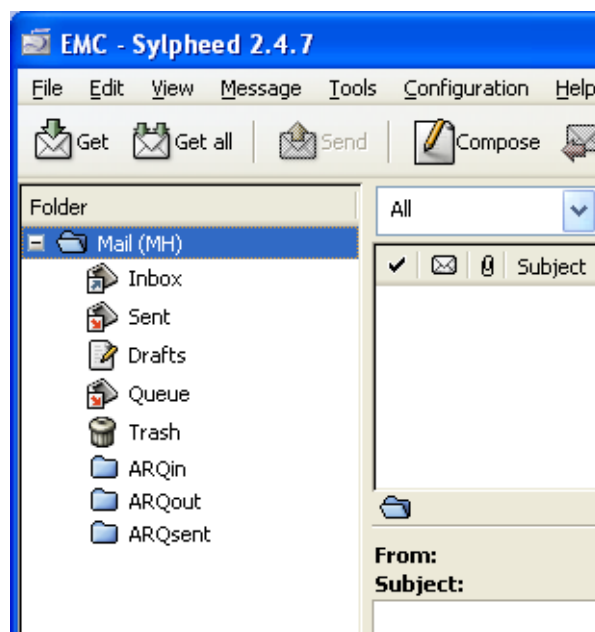 EMC - Sylpheed 2.4.7
File Edit View Message Tools Configuration Help
Get Get all Send Compose
Folder
All
Mail (MH)
Subject
Inbox
Sent
Drafts
Queue
Trash
ARQin
ARQout
ARQsent
From:
Subject: